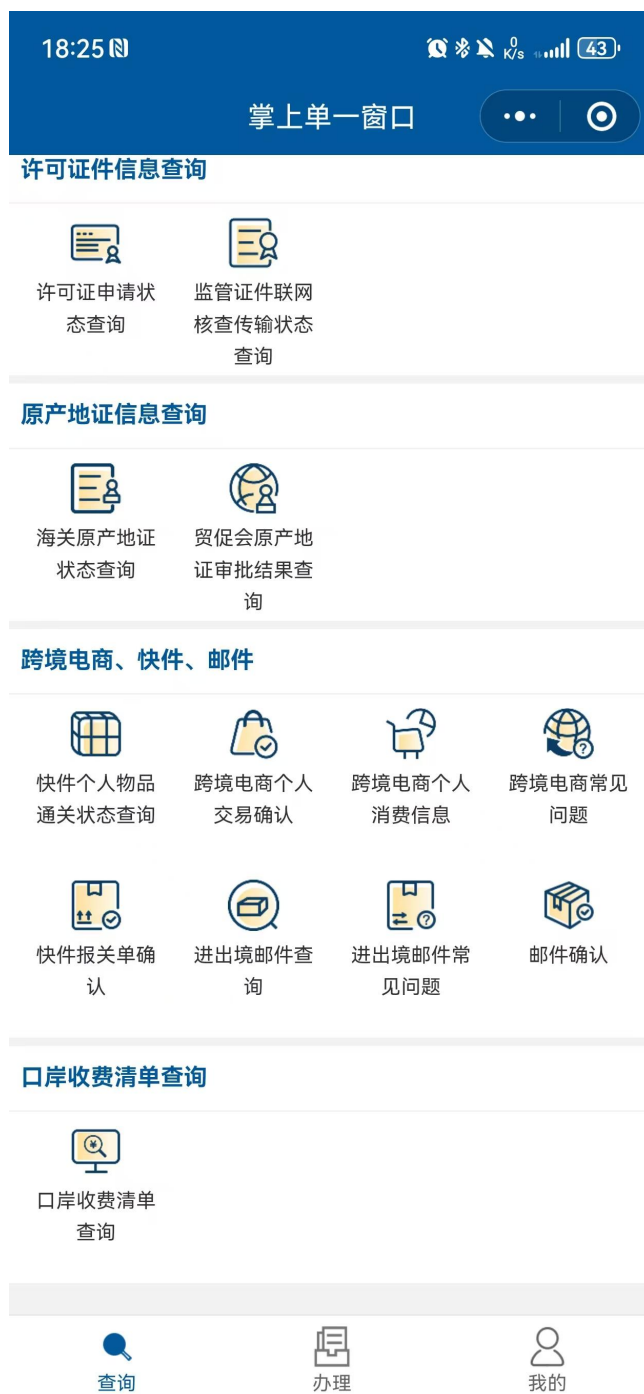 18:25
0
K/s
43
掌上单一窗口
许可证件信息查询
许可证申请状
态查询
监管证件联网
核查传输状态
查询
原产地证信息查询
海关原产地证
状态查询
贸促会原产地
证审批结果查
询
跨境电商、快件、邮件
快件个人物品
通关状态查询
跨境电商个人
交易确认
跨境电商个人
消费信息
跨境电商常见
问题
快件报关单确
认
进出境邮件查
询
进出境邮件常
见问题
邮件确认
口岸收费清单查询
口岸收费清单
查询
查询
办理
我的